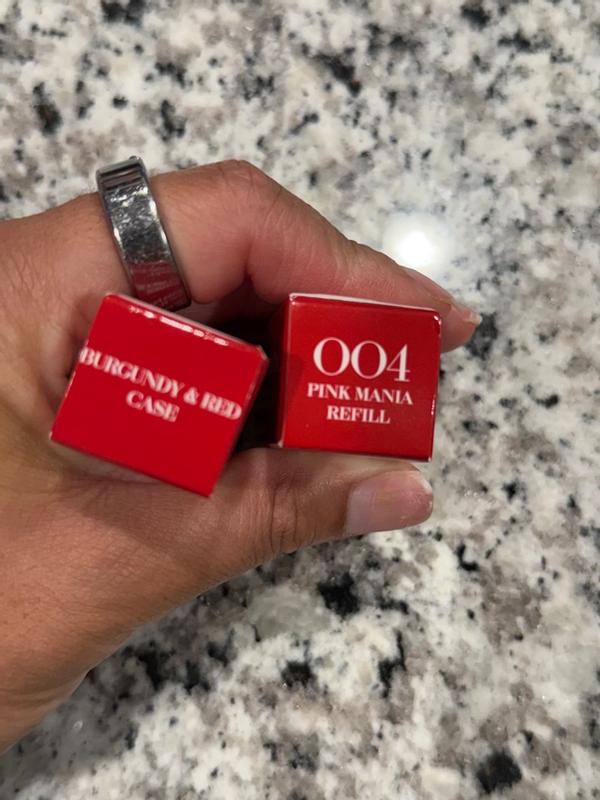 BURGUNDY & RED
CASE
004
PINK MANIA
REFILL